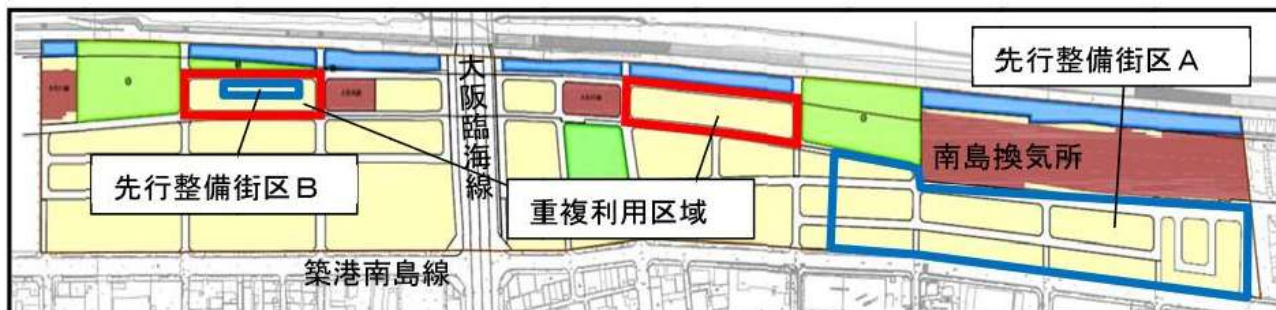 先行整備街区A
大阪臨海線
南島換気所
先行整備街区B
重複利用区域
築港南島線